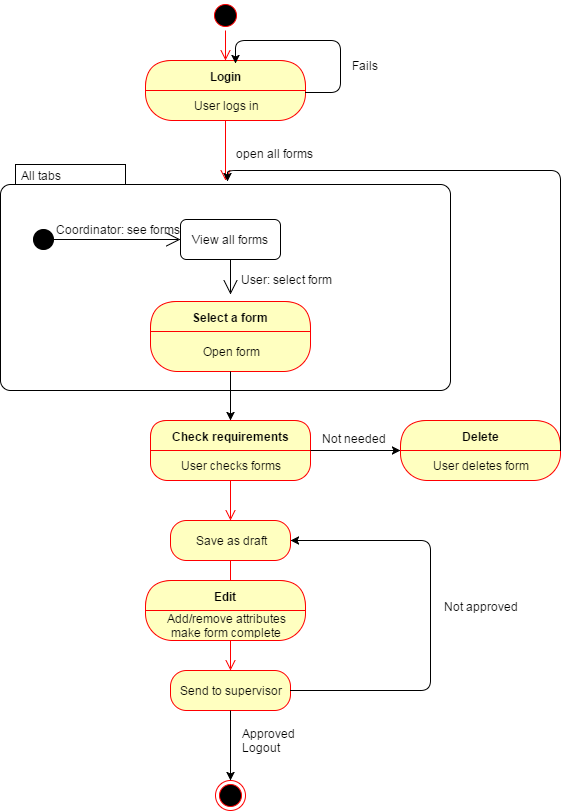 Login
Fails
User logs in
open all forms
All tabs
Coordinator: see forms
View all forms
User: select form
Select a form
Open form
Check requirements
Not needed
Delete
User checks forms
User deletes form
Save as draft
Edit
Add/remove attributes
make form complete
Not approved
Send to supervisor
Approved
Logout